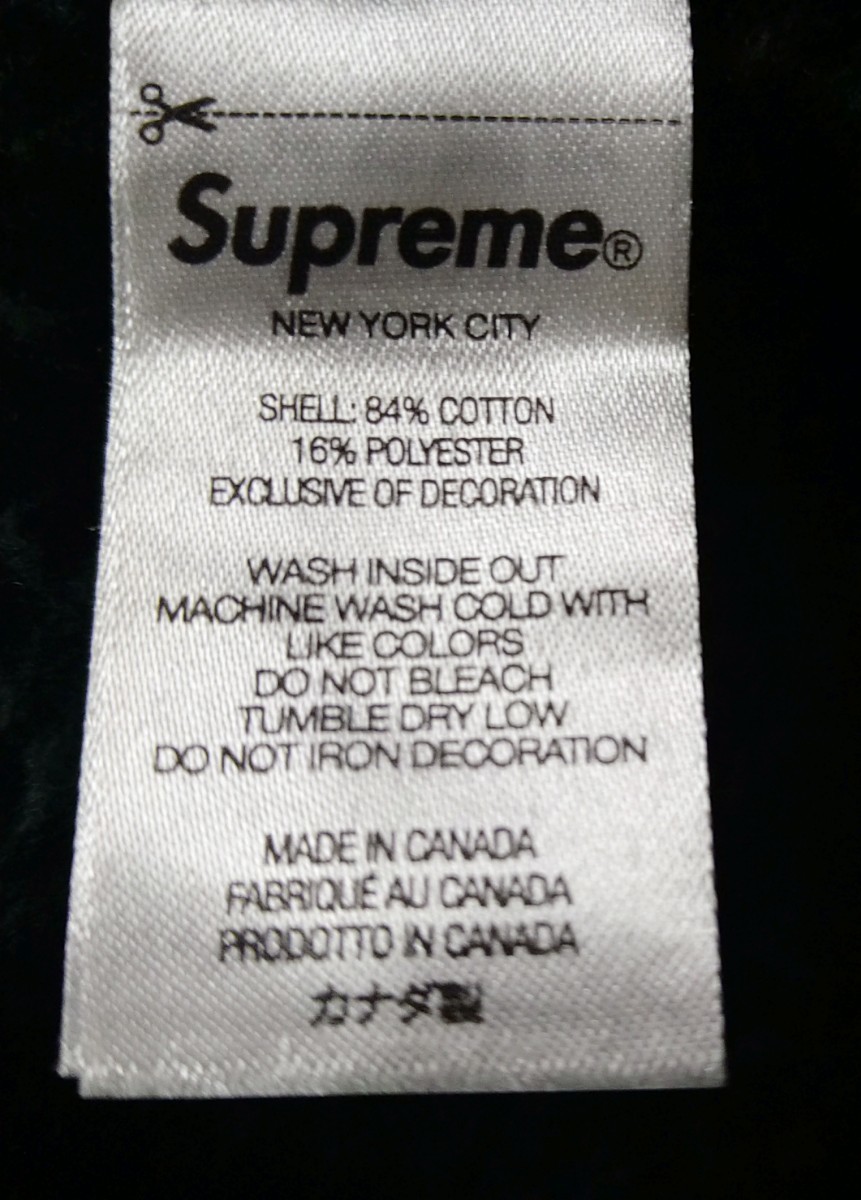 Supreme®
NEW YORK CITY
SHELL: 84% COTTON
16% POLYESTER
EXCLUSIVE OF DECORATION
WASH INSIDE OUT
MACHINE WASH COLD WITH
LIKE COLORS
DO NOT BLEACH
TUMBLE DRY LOW
DO NOT IRON DECORATION
MADE IN CANADA
FABRIQUÉ AU CANADA
PRODOTTO IN CANADA
カナダ製